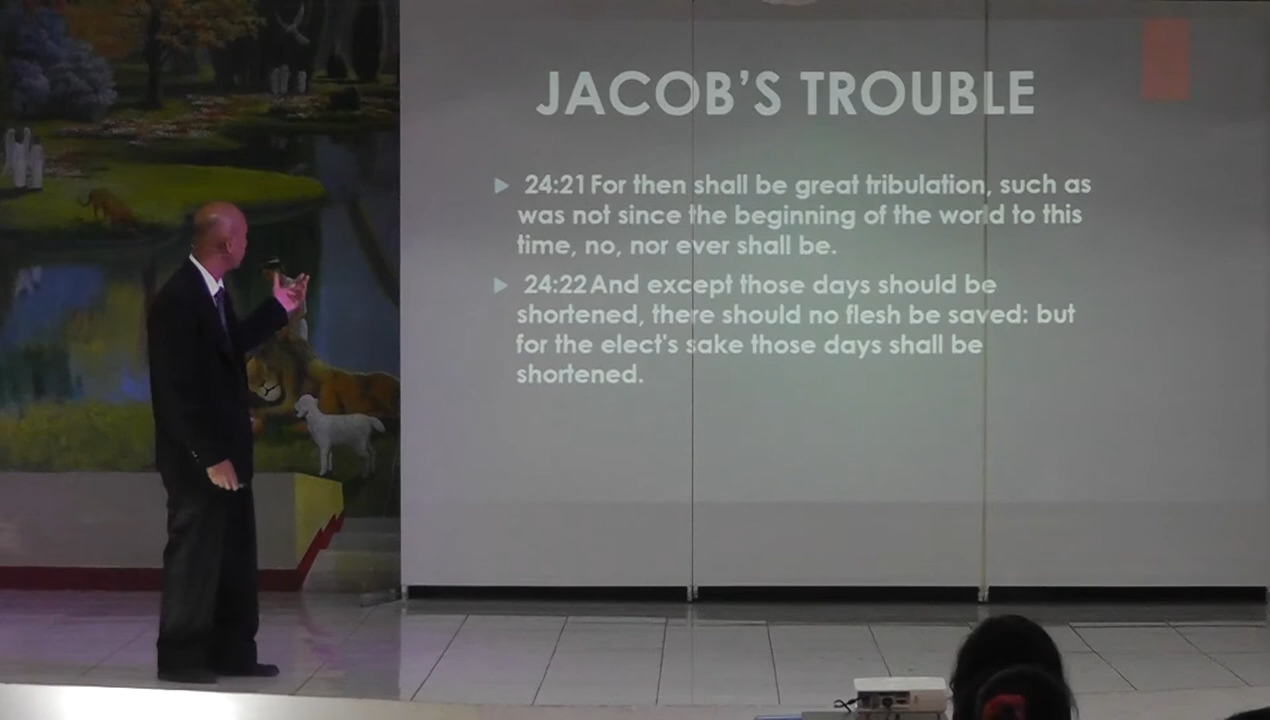 JACOB'S TROUBLE
24:21 For then shall be great tribulation, such as
was not since the beginning of the world to this
time, no, nor ever shall be.
24:22 And except those days should be
shortened, there should no flesh be saved: but
for the elect's sake those days shall be
shortened.